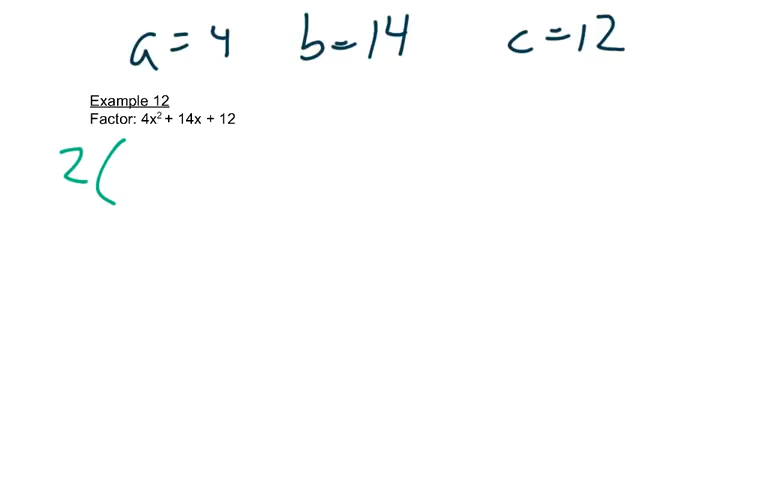 a = 4 b = 14 c = 12
Example 12
Factor: 4x² + 14x + 12
2(